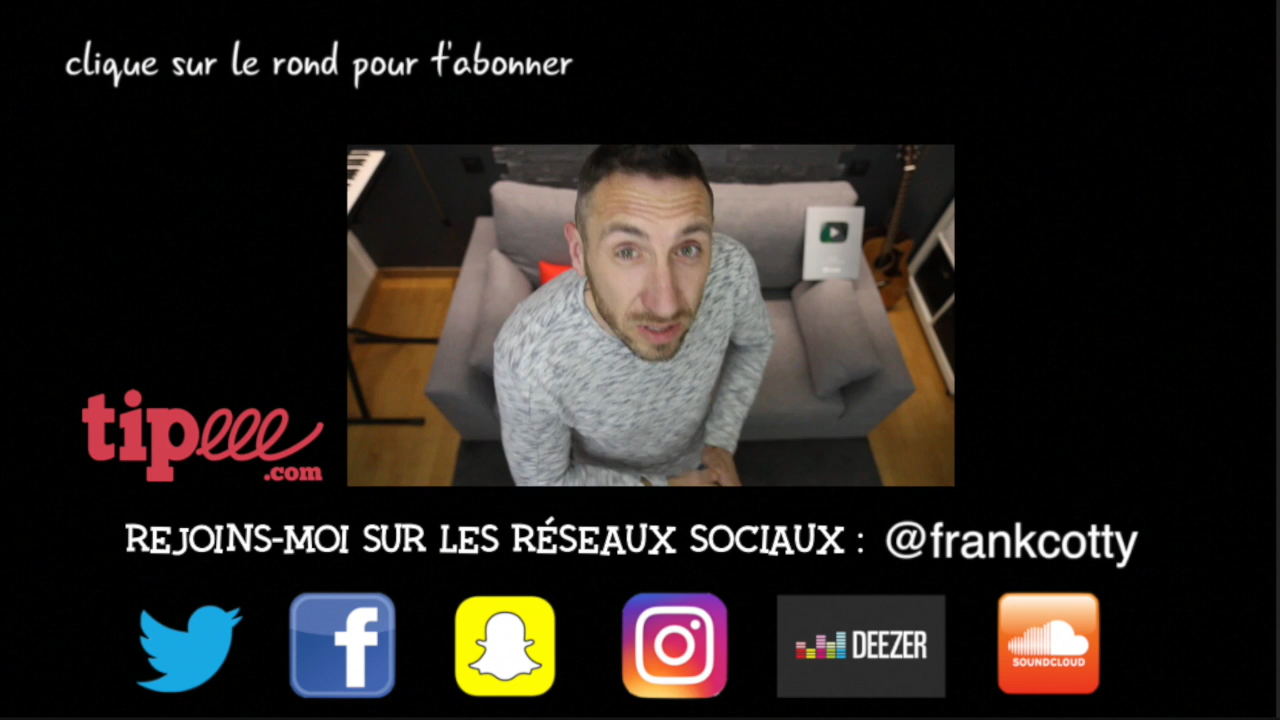 clique sur le rond pour t'abonner
tipeee
.com
REJOINS-MOI SUR LES RÉSEAUX SOCIAUX : @frankcotty
DEEZER
SOUNDCLOUD